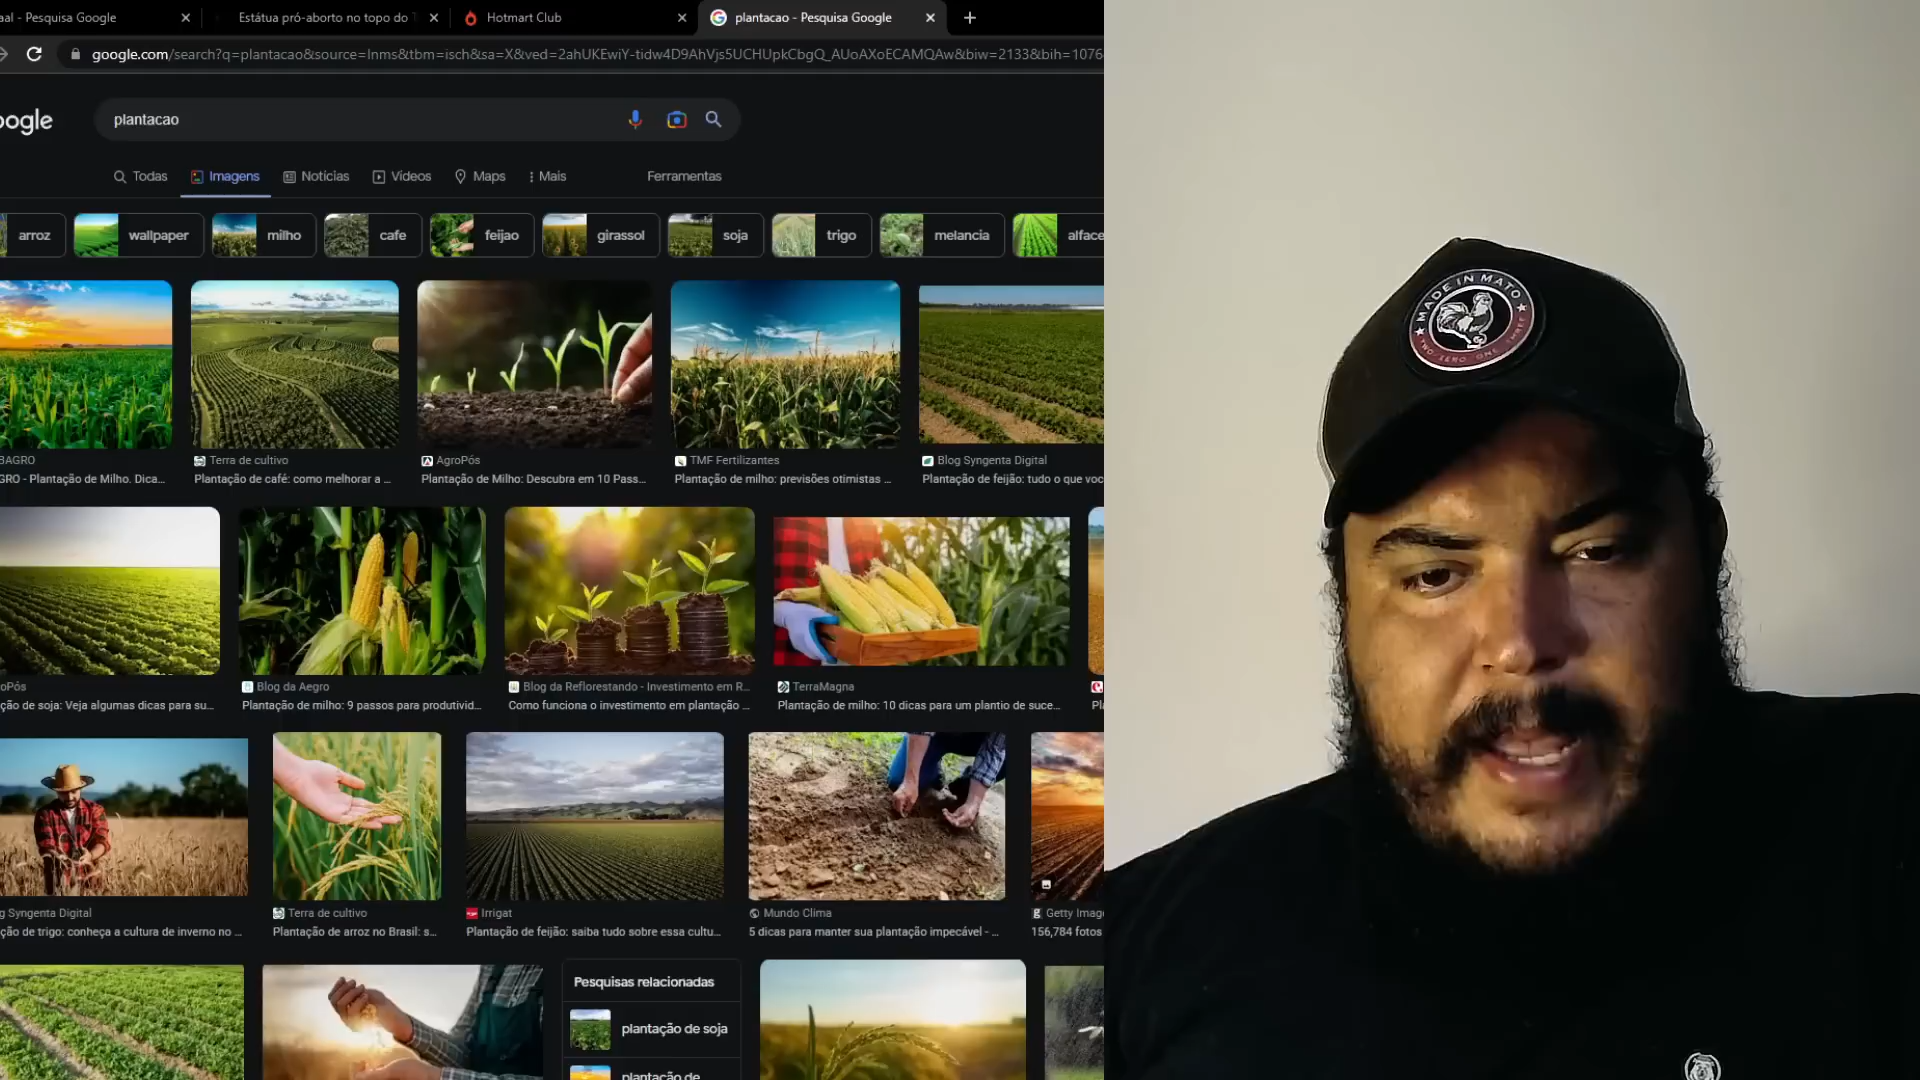 aal - Pesquisa Google
Estátua pró-aborto no topo do T
Hotmart Club
plantacao - Pesquisa Google
google.com/search?q=plantacao&source=lnms&tbm=isch&sa=X&ved=2ahUKEwiY-tidw4D9AhVjs5UCHUpkCbgQ_AUoAXoECAMQAw&biw=2133&bih=1076
oogle
plantacao
Todas
Imagens
Notícias
Vídeos
Maps
Mais
Ferramentas
arroz
wallpaper
milho
cafe
feijao
girassol
soja
trigo
melancia
alface
BAGRO
Terra de cultivo
AgroPós
TMF Fertilizantes
Blog Syngenta Digital
GRO - Plantação de Milho. Dica...
Plantação de café: como melhorar a ...
Plantação de Milho: Descubra em 10 Pass...
Plantação de milho: previsões otimistas ...
Plantação de feijão: tudo o que voc
oPós
Blog da Aegro
Blog da Reflorestando - Investimento em R...
TerraMagna
ção de soja: Veja algumas dicas para su...
Plantação de milho: 9 passos para produtivid...
Como funciona o investimento em plantação ...
Plantação de milho: 10 dicas para um plantio de suce...
Pl
g Syngenta Digital
Terra de cultivo
Irrigat
Mundo Clima
Getty Imag
ção de trigo: conheça a cultura de inverno no ...
Plantação de arroz no Brasil: s...
Plantação de feijão: saiba tudo sobre essa cultu...
5 dicas para manter sua plantação impecável - ...
156,784 fotos
Pesquisas relacionadas
plantação de soja
plantação de
MADE IN MATO
TWO ZERO ONE THREE